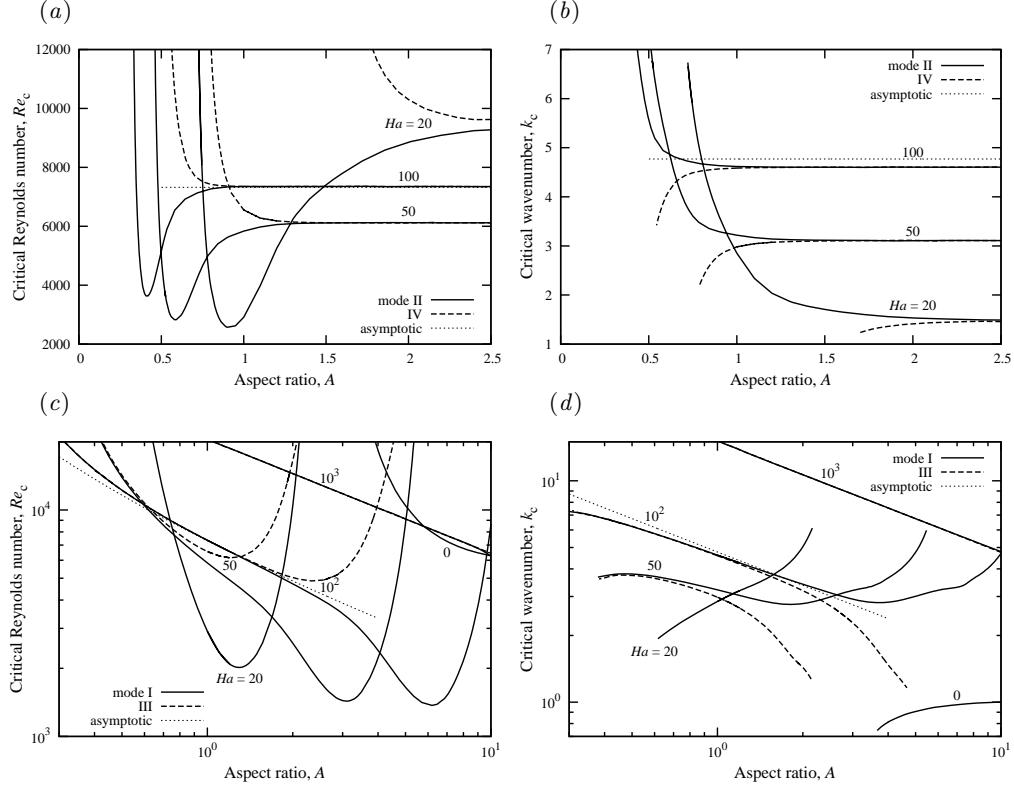 (a)
12000
10000
8000
6000
4000
2000
0 0.5 1 1.5 2 2.5
Critical Reynolds number, Re_c
Aspect ratio, A
Ha = 20
100
50
mode II
IV
asymptotic
(b)
7
6
5
4
3
2
1
0 0.5 1 1.5 2 2.5
Critical wavenumber, k_c
Aspect ratio, A
mode II
IV
asymptotic
100
50
Ha = 20
(c)
10^4
10^3
10^0 10^1
Critical Reynolds number, Re_c
Aspect ratio, A
10^3
0
50
10^2
Ha = 20
mode I
III
asymptotic
(d)
10^1
10^0
10^0 10^1
Critical wavenumber, k_c
Aspect ratio, A
mode I
III
asymptotic
10^3
10^2
50
Ha = 20
0